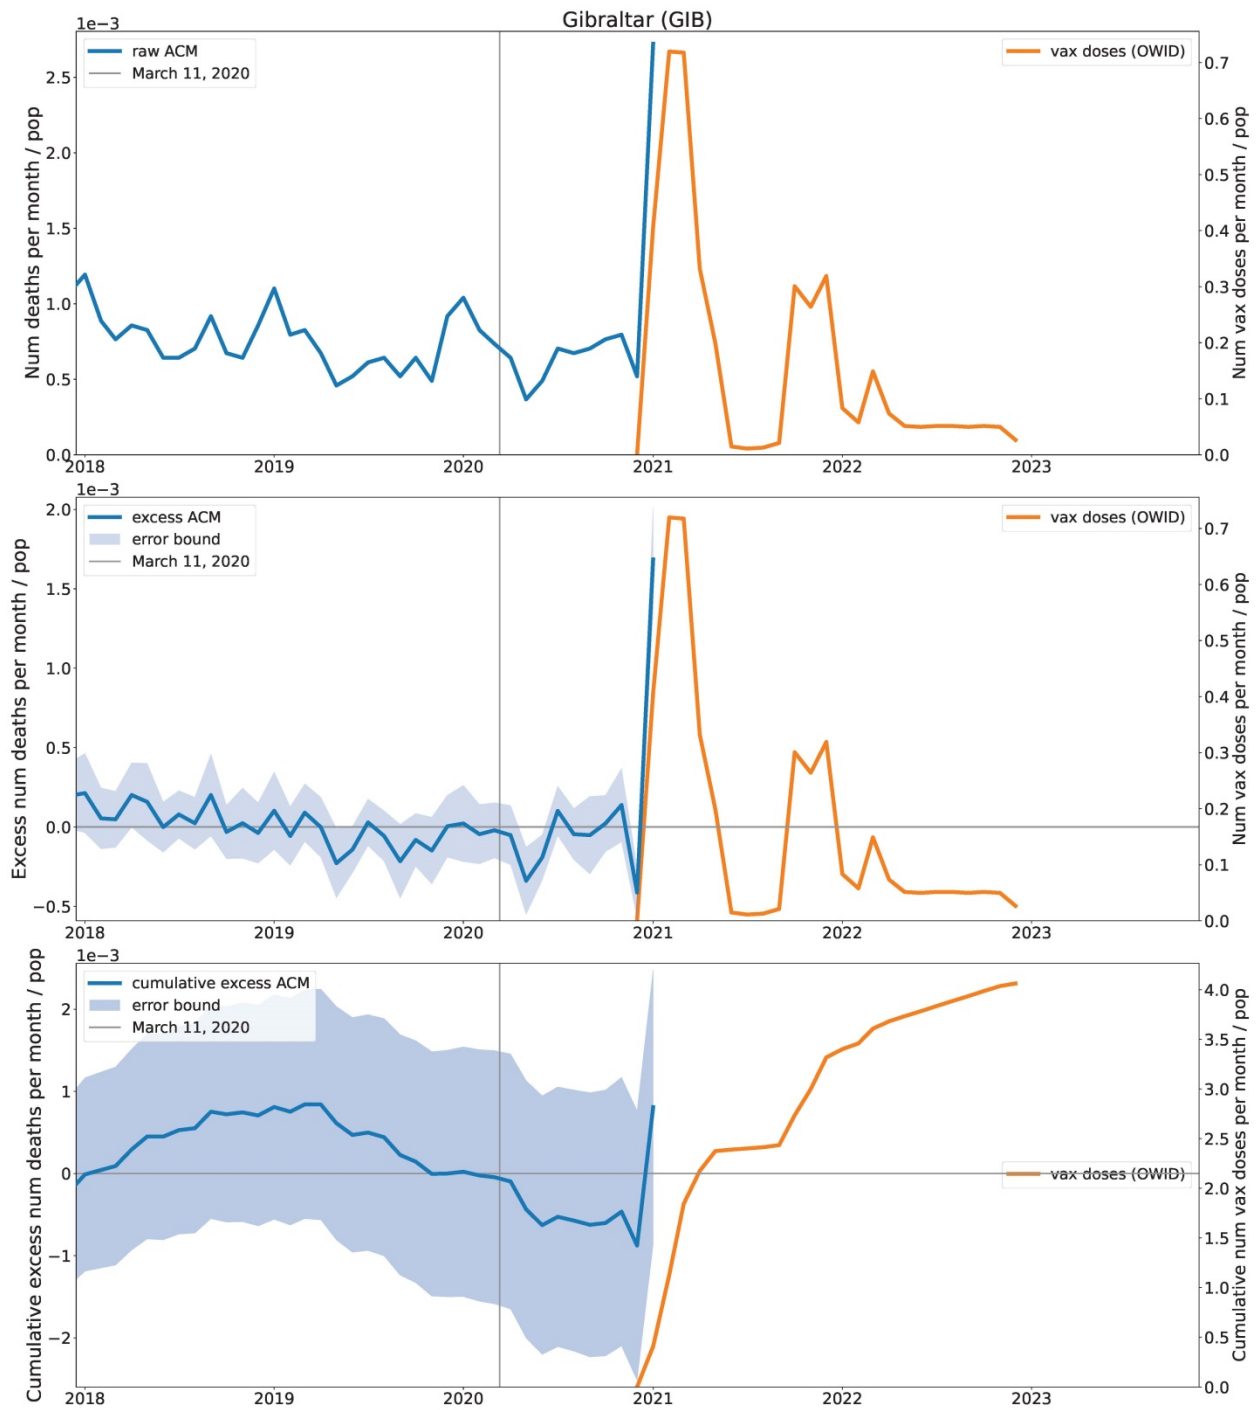 Gibraltar (GIB)
1e−3
raw ACM
March 11, 2020
vax doses (OWID)
Num deaths per month / pop
2.5
2.0
1.5
1.0
0.5
0.0
0.7
0.6
0.5
0.4
0.3
0.2
0.1
0.0
Num vax doses per month / pop
2018 2019 2020 2021 2022 2023
1e−3
excess ACM
error bound
March 11, 2020
vax doses (OWID)
Excess num deaths per month / pop
2.0
1.5
1.0
0.5
0.0
−0.5
0.7
0.6
0.5
0.4
0.3
0.2
0.1
0.0
Num vax doses per month / pop
2018 2019 2020 2021 2022 2023
1e−3
cumulative excess ACM
error bound
March 11, 2020
vax doses (OWID)
Cumulative excess num deaths per month / pop
2
1
0
−1
−2
4.0
3.5
3.0
2.5
2.0
1.5
1.0
0.5
0.0
Cumulative num vax doses per month / pop
2018 2019 2020 2021 2022 2023